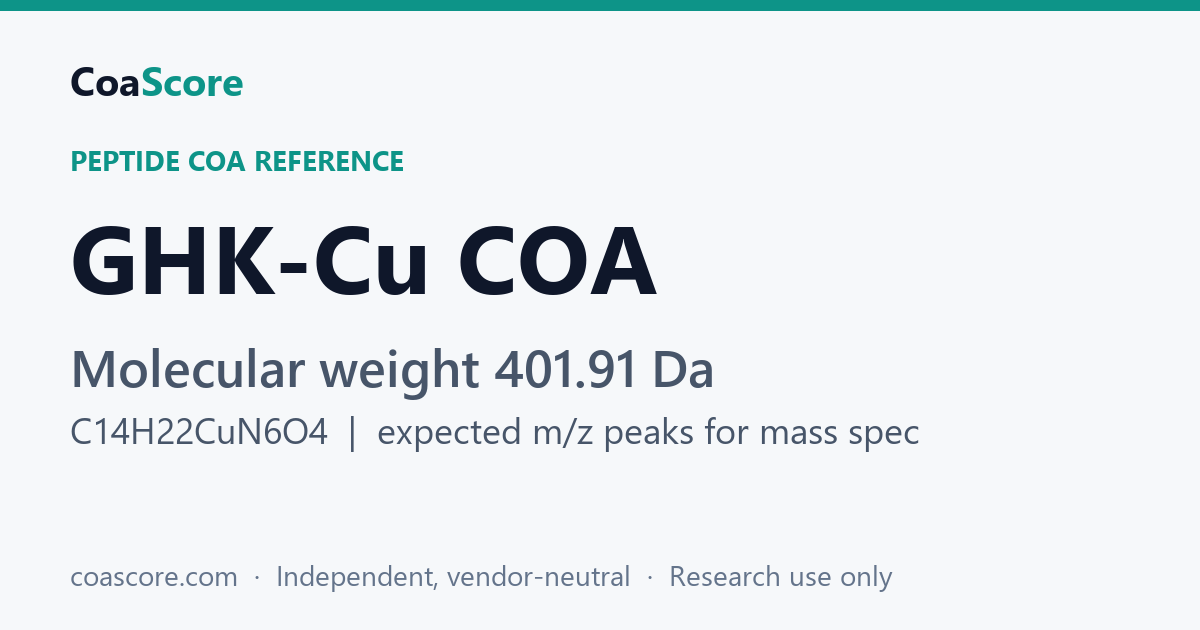 CoaScore
PEPTIDE COA REFERENCE
GHK-Cu COA
Molecular weight 401.91 Da
C14H22CuN6O4 | expected m/z peaks for mass spec
coascore.com · Independent, vendor-neutral · Research use only